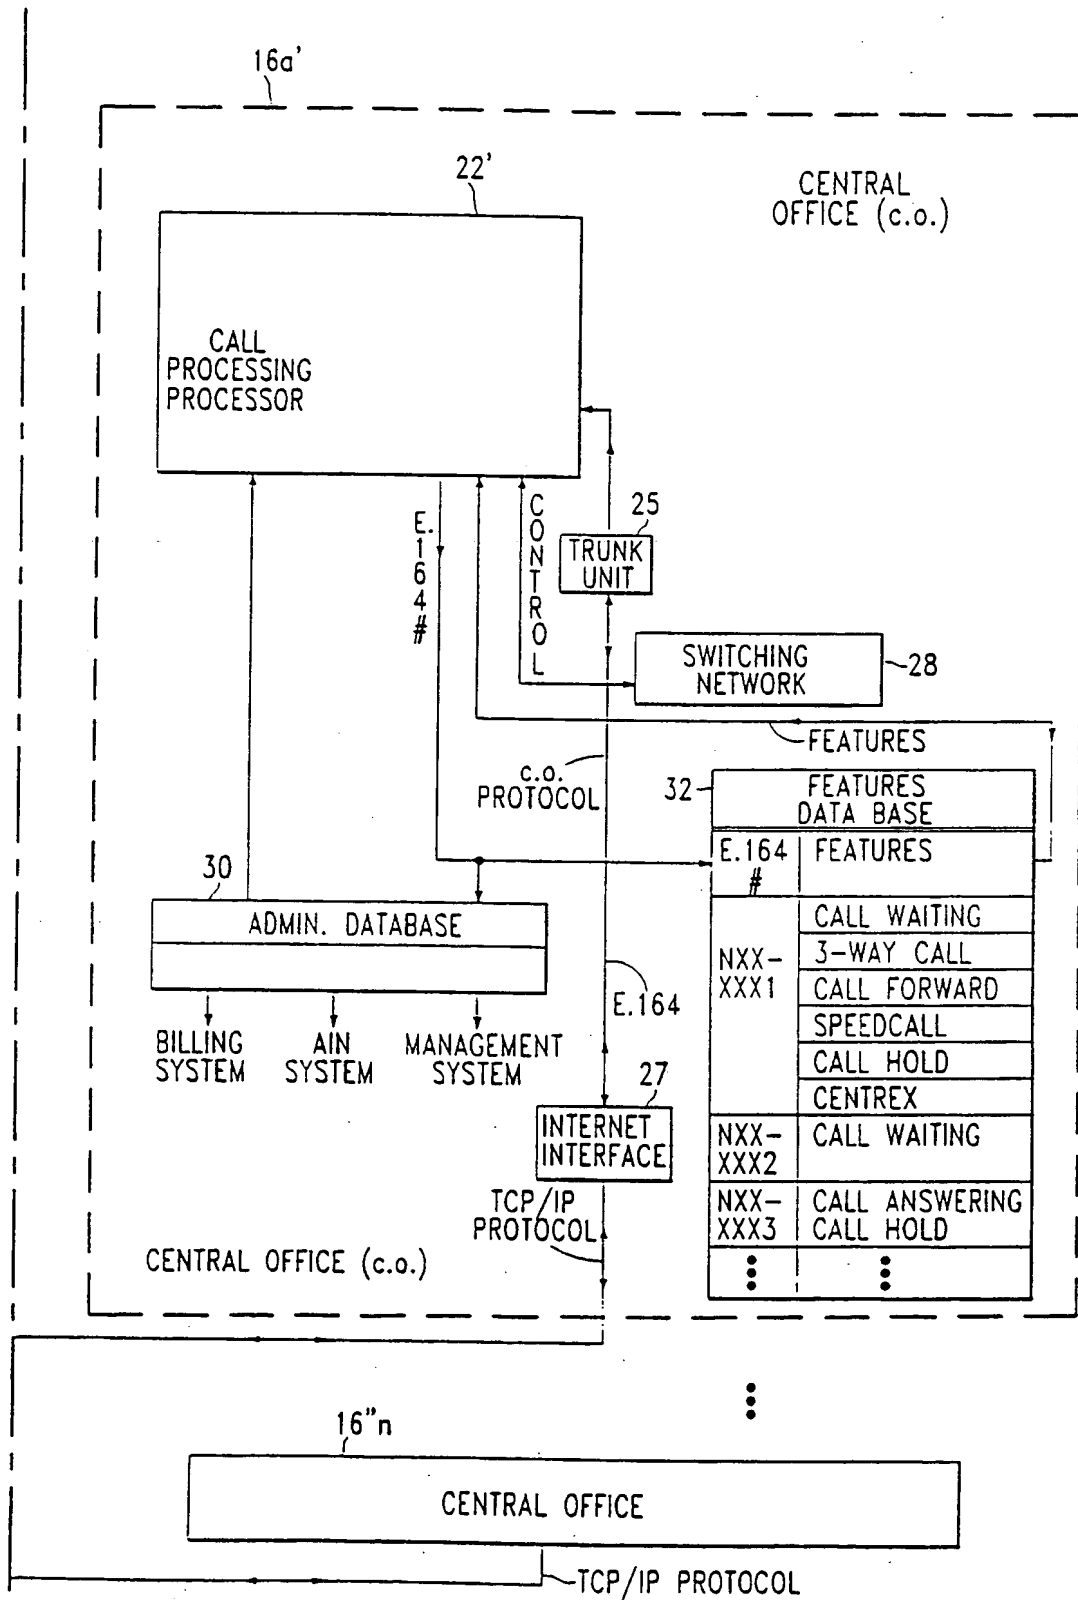 16a'
22'
CENTRAL
OFFICE (c.o.)
CALL
PROCESSING
PROCESSOR
E.164#
CONTROL
25
TRUNK
UNIT
SWITCHING
NETWORK
28
FEATURES
c.o.
PROTOCOL
32
FEATURES
DATA BASE
E.164
#
FEATURES
30
ADMIN. DATABASE
NXX-
XXX1
CALL WAITING
3-WAY CALL
CALL FORWARD
SPEEDCALL
CALL HOLD
CENTREX
E.164
BILLING
SYSTEM
AIN
SYSTEM
MANAGEMENT
SYSTEM
27
INTERNET
INTERFACE
NXX-
XXX2
CALL WAITING
NXX-
XXX3
CALL ANSWERING
CALL HOLD
TCP/IP
PROTOCOL
CENTRAL OFFICE (c.o.)
16"n
CENTRAL OFFICE
TCP/IP PROTOCOL